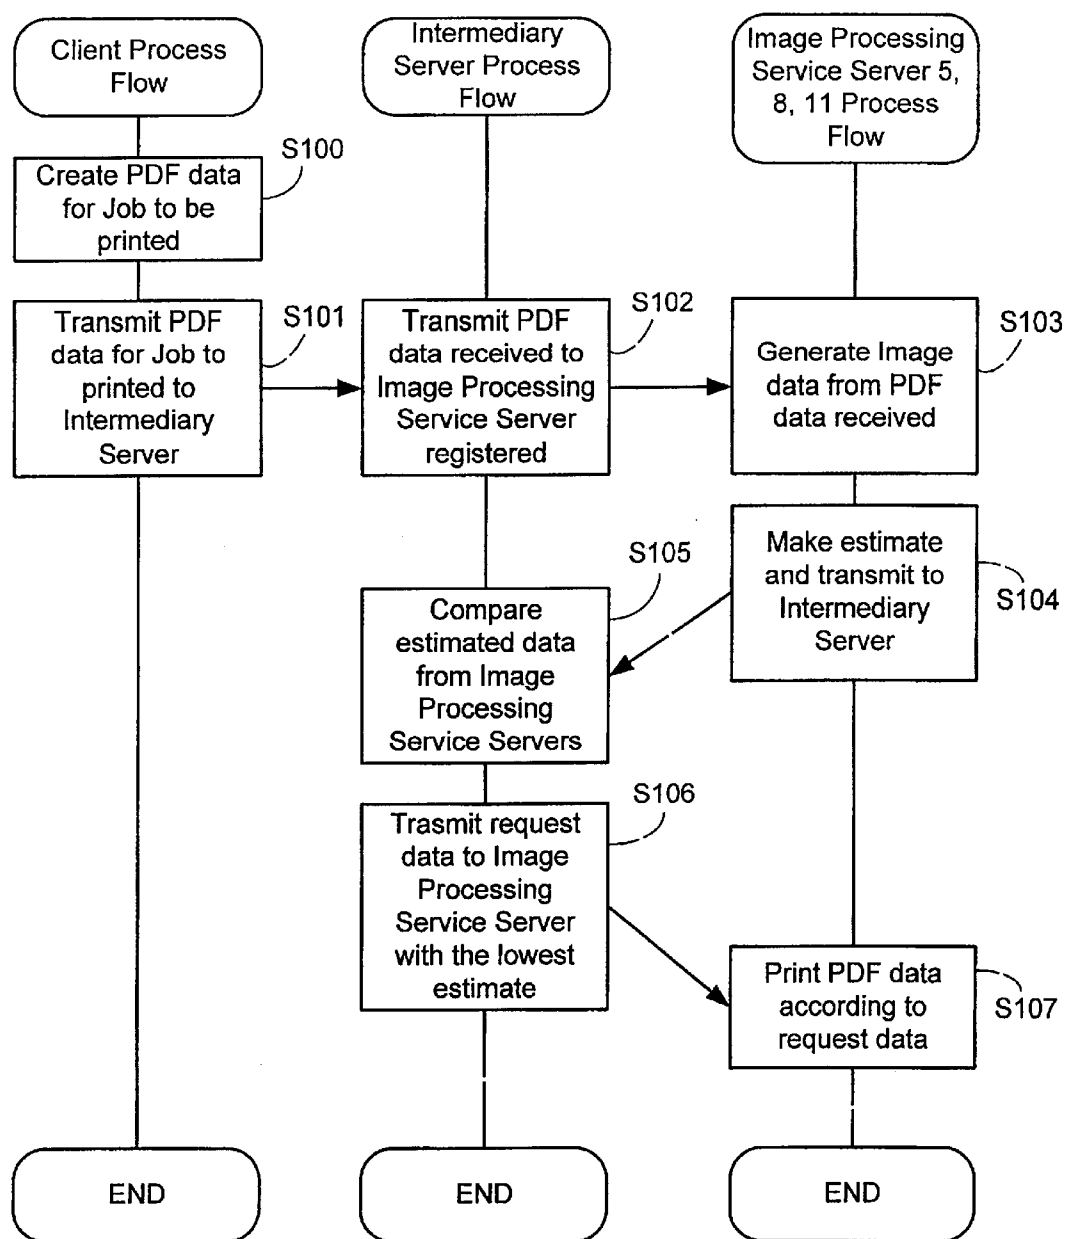 Client Process
Flow
Intermediary
Server Process
Flow
Image Processing
Service Server 5,
8, 11 Process
Flow
S100
Create PDF data
for Job to be
printed
S101
Transmit PDF
data for Job to
printed to
Intermediary
Server
S102
Transmit PDF
data received to
Image Processing
Service Server
registered
S103
Generate Image
data from PDF
data received
Make estimate
and transmit to
Intermediary
Server
S104
S105
Compare
estimated data
from Image
Processing
Service Servers
S106
Trasmit request
data to Image
Processing
Service Server
with the lowest
estimate
Print PDF data
according to
request data
S107
END
END
END